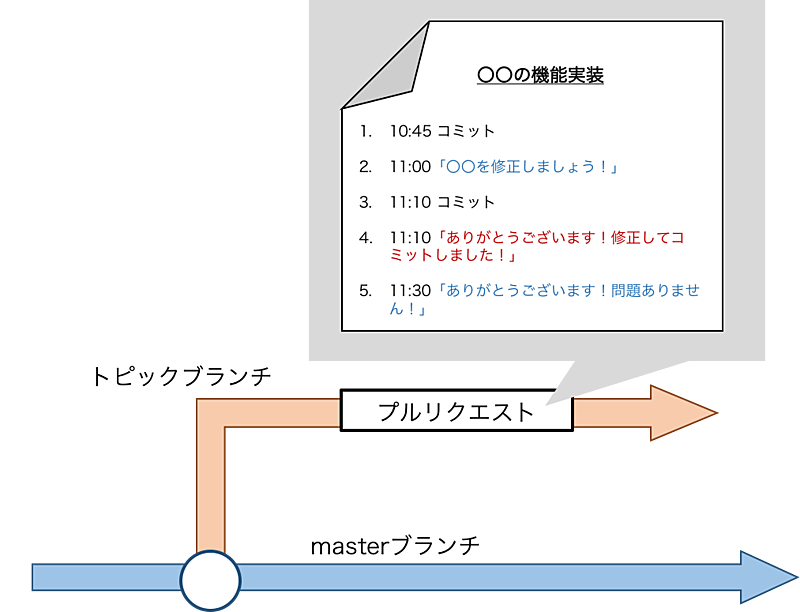 〇〇の機能実装
1. 10:45 コミット
2. 11:00「〇〇を修正しましょう！」
3. 11:10 コミット
4. 11:10「ありがとうございます！修正してコ
ミットしました！」
5. 11:30「ありがとうございます！問題ありませ
ん！」
トピックブランチ
プルリクエスト
masterブランチ